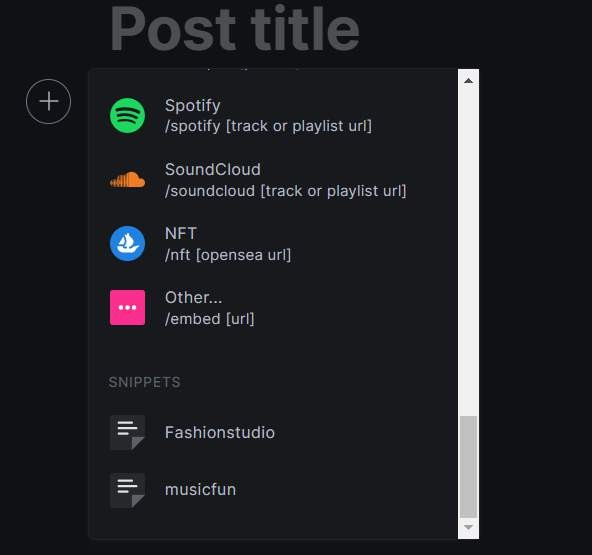 Post title
Spotify
/spotify [track or playlist url]
SoundCloud
/soundcloud [track or playlist url]
NFT
/nft [opensea url]
Other...
/embed [url]
SNIPPETS
Fashionstudio
musicfun